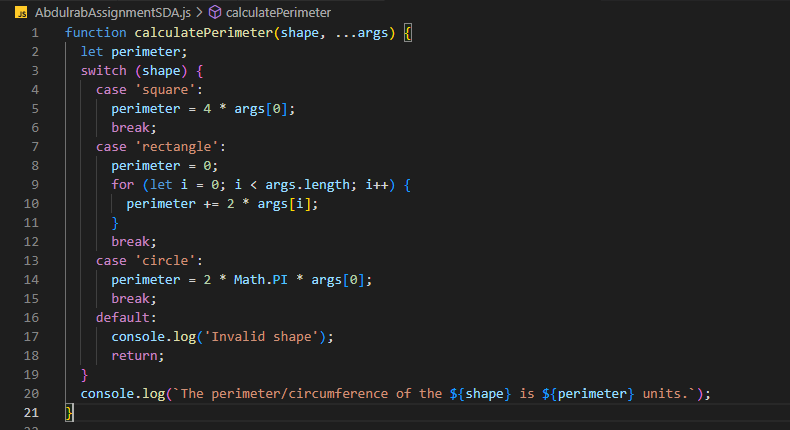 JS AbdulrabAssignmentSDA.js > calculatePerimeter
1 function calculatePerimeter(shape, ...args) {
2   let perimeter;
3   switch (shape) {
4     case 'square':
5       perimeter = 4 * args[0];
6       break;
7     case 'rectangle':
8       perimeter = 0;
9       for (let i = 0; i < args.length; i++) {
10         perimeter += 2 * args[i];
11       }
12       break;
13     case 'circle':
14       perimeter = 2 * Math.PI * args[0];
15       break;
16     default:
17       console.log('Invalid shape');
18       return;
19   }
20   console.log(`The perimeter/circumference of the ${shape} is ${perimeter} units.`);
21 }